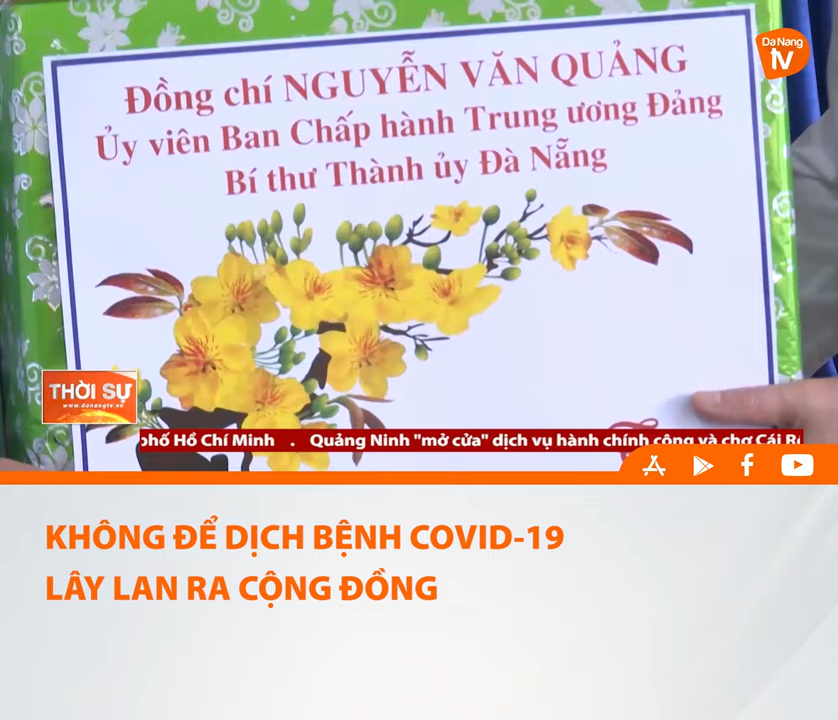 Da Nang
tv
Đồng chí NGUYỄN VĂN QUẢNG
Ủy viên Ban Chấp hành Trung ương Đảng
Bí thư Thành ủy Đà Nẵng
THỜI SỰ
www.danangtv.vn
phố Hồ Chí Minh . Quảng Ninh "mở cửa" dịch vụ hành chính công và chợ Cái
KHÔNG ĐỂ DỊCH BỆNH COVID-19
LÂY LAN RA CỘNG ĐỒNG